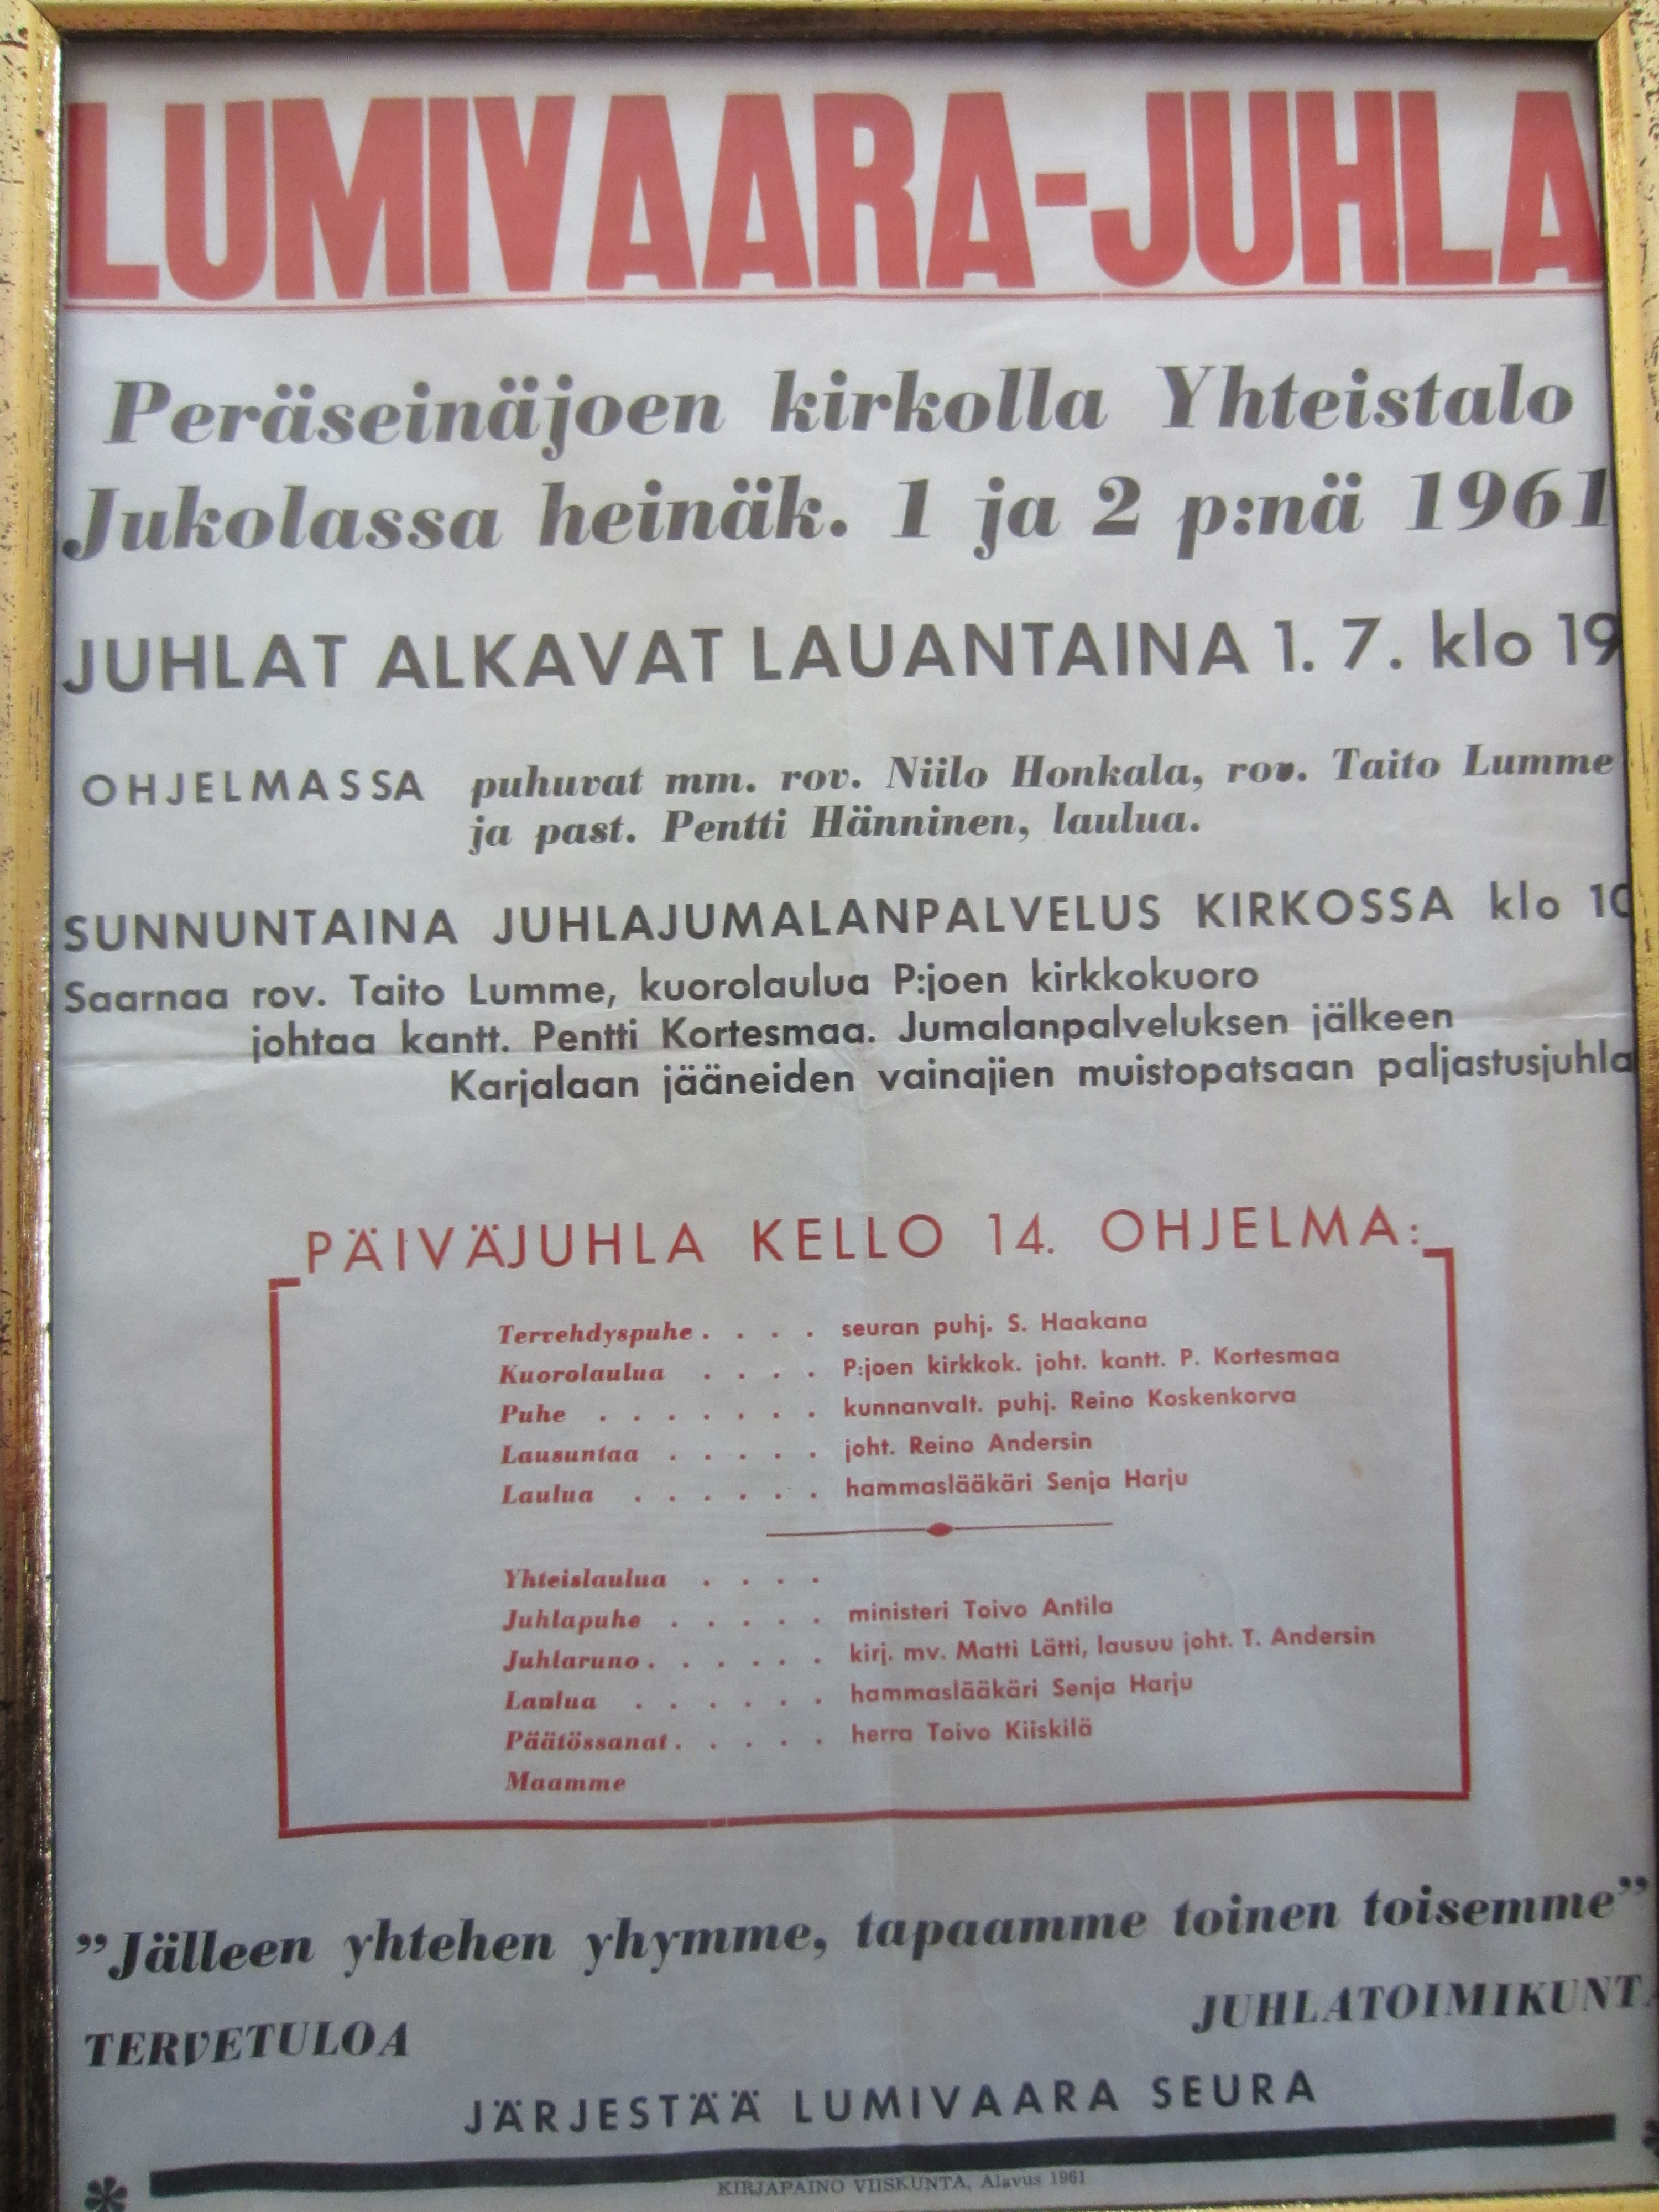 LUMIVAARA-JUHLA
Peräseinäjoen kirkolla Yhteistalo
Jukolassa heinäk. 1 ja 2 p:nä 1961
JUHLAT ALKAVAT LAUANTAINA 1. 7. klo 19
OHJELMASSA puhuvat mm. rov. Niilo Honkala, rov. Taito Lumme
ja past. Pentti Hänninen, laulua.
SUNNUNTAINA JUHLAJUMALANPALVELUS KIRKOSSA klo 10
Saarnaa rov. Taito Lumme, kuorolaulua P:joen kirkkokuoro
johtaa kantt. Pentti Kortesmaa. Jumalanpalveluksen jälkeen
Karjalaan jääneiden vainajien muistopatsaan paljastusjuhla
PÄIVÄJUHLA KELLO 14. OHJELMA:
Tervehdyspuhe . . . . seuran puhj. S. Haakana
Kuorolaulua . . . . P:joen kirkkok. joht. kantt. P. Kortesmaa
Puhe . . . . . . . kunnanvalt. puhj. Reino Koskenkorva
Lausuntaa . . . . . joht. Reino Andersin
Laulua . . . . . . hammaslääkäri Senja Harju
Yhteislaulua . . . .
Juhlapuhe . . . . . ministeri Toivo Antila
Juhlaruno . . . . . . kirj. mv. Matti Lätti, lausuu joht. T. Andersin
Laulua . . . . . . hammaslääkäri Senja Harju
Päätössanat . . . . . herra Toivo Kiiskilä
Maamme
”Jälleen yhtehen yhymme, tapaamme toinen toisemme”
TERVETULOA JUHLATOIMIKUNTA
JÄRJESTÄÄ LUMIVAARA SEURA
KIRJAPAINO VIISKUNTA, Alavus 1961